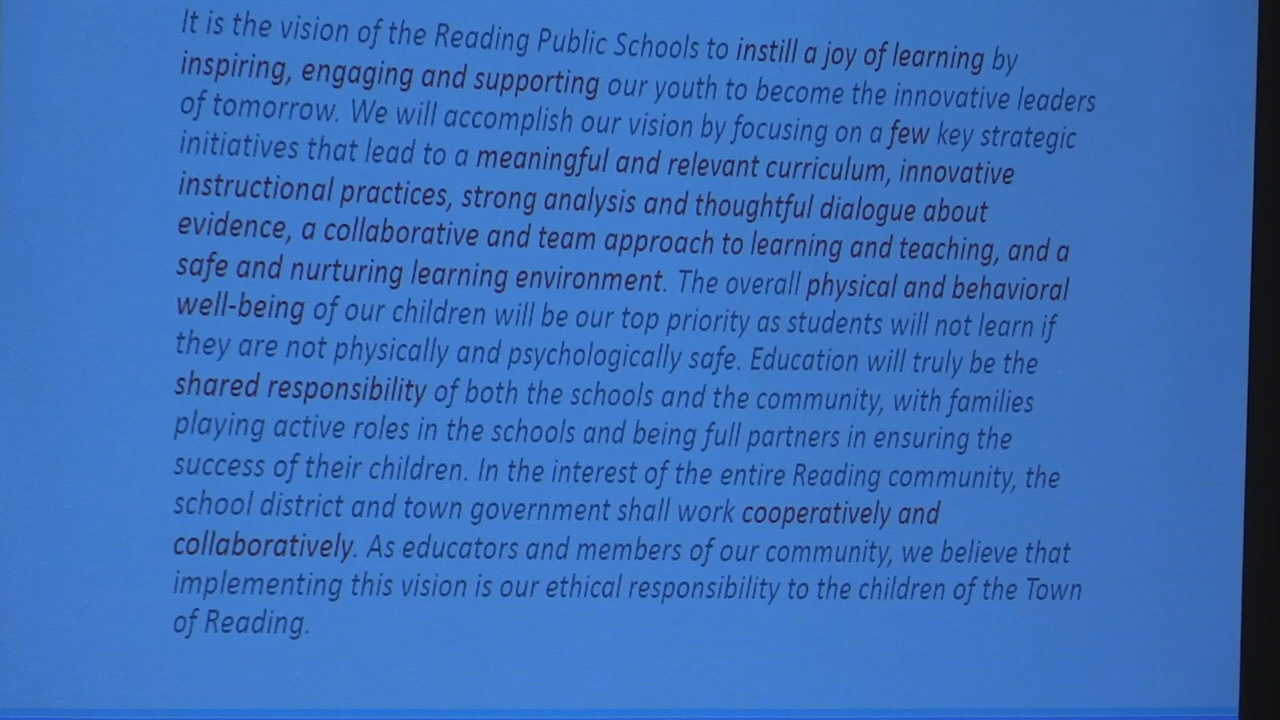 It is the vision of the Reading Public Schools to instill a joy of learning by
inspiring, engaging and supporting our youth to become the innovative leaders
of tomorrow. We will accomplish our vision by focusing on a few key strategic
initiatives that lead to a meaningful and relevant curriculum, innovative
instructional practices, strong analysis and thoughtful dialogue about
evidence, a collaborative and team approach to learning and teaching, and a
safe and nurturing learning environment. The overall physical and behavioral
well-being of our children will be our top priority as students will not learn if
they are not physically and psychologically safe. Education will truly be the
shared responsibility of both the schools and the community, with families
playing active roles in the schools and being full partners in ensuring the
success of their children. In the interest of the entire Reading community, the
school district and town government shall work cooperatively and
collaboratively. As educators and members of our community, we believe that
implementing this vision is our ethical responsibility to the children of the Town
of Reading.